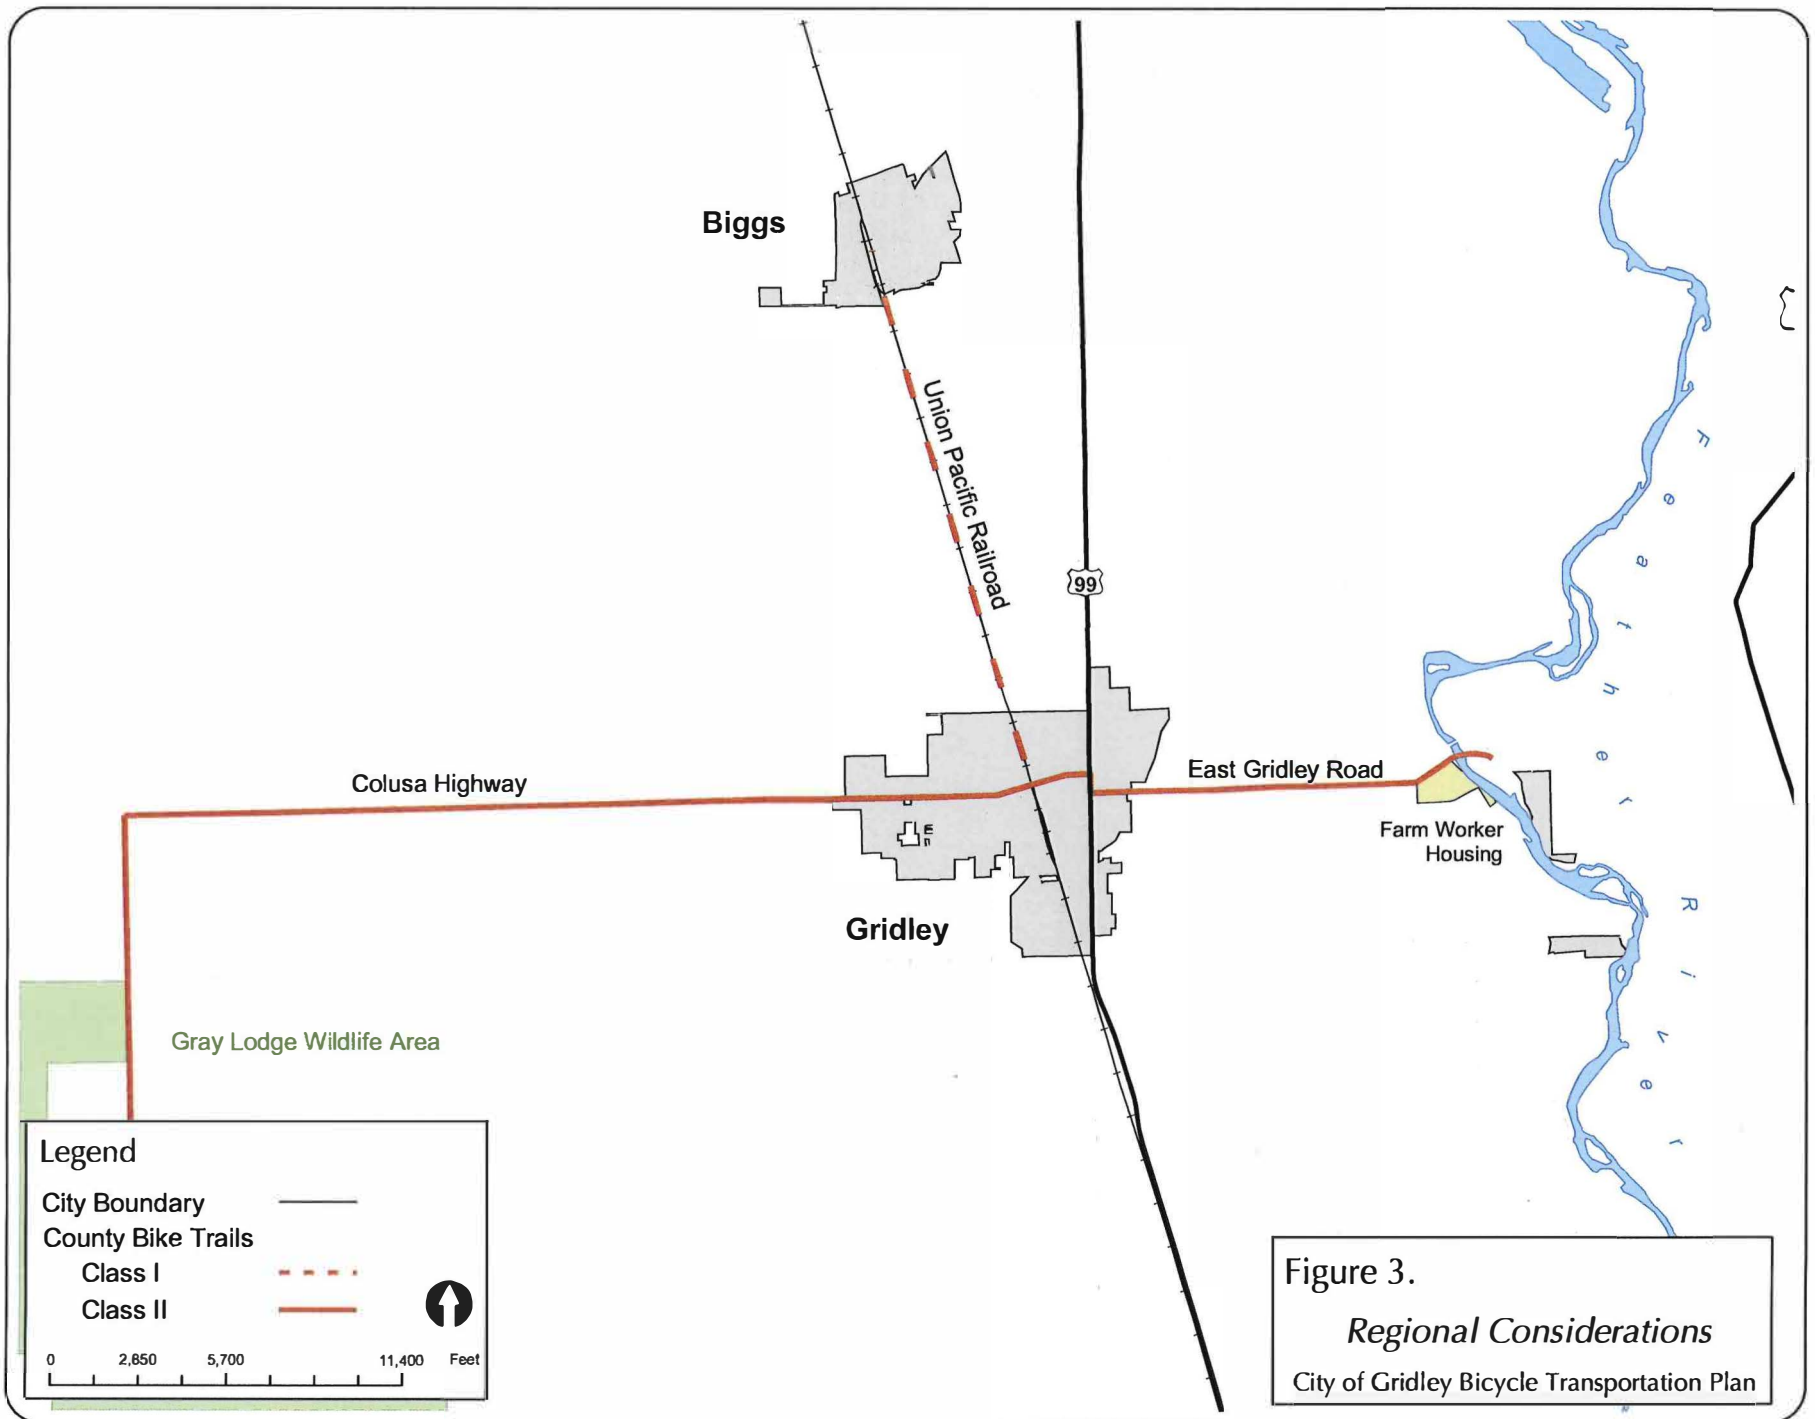 Biggs
Union Pacific Railroad
99
Feather River
Colusa Highway
East Gridley Road
Farm Worker
Housing
Gridley
Gray Lodge Wildlife Area
Legend
City Boundary
County Bike Trails
Class I
Class II
0 2,850 5,700 11,400 Feet
Figure 3.
Regional Considerations
City of Gridley Bicycle Transportation Plan